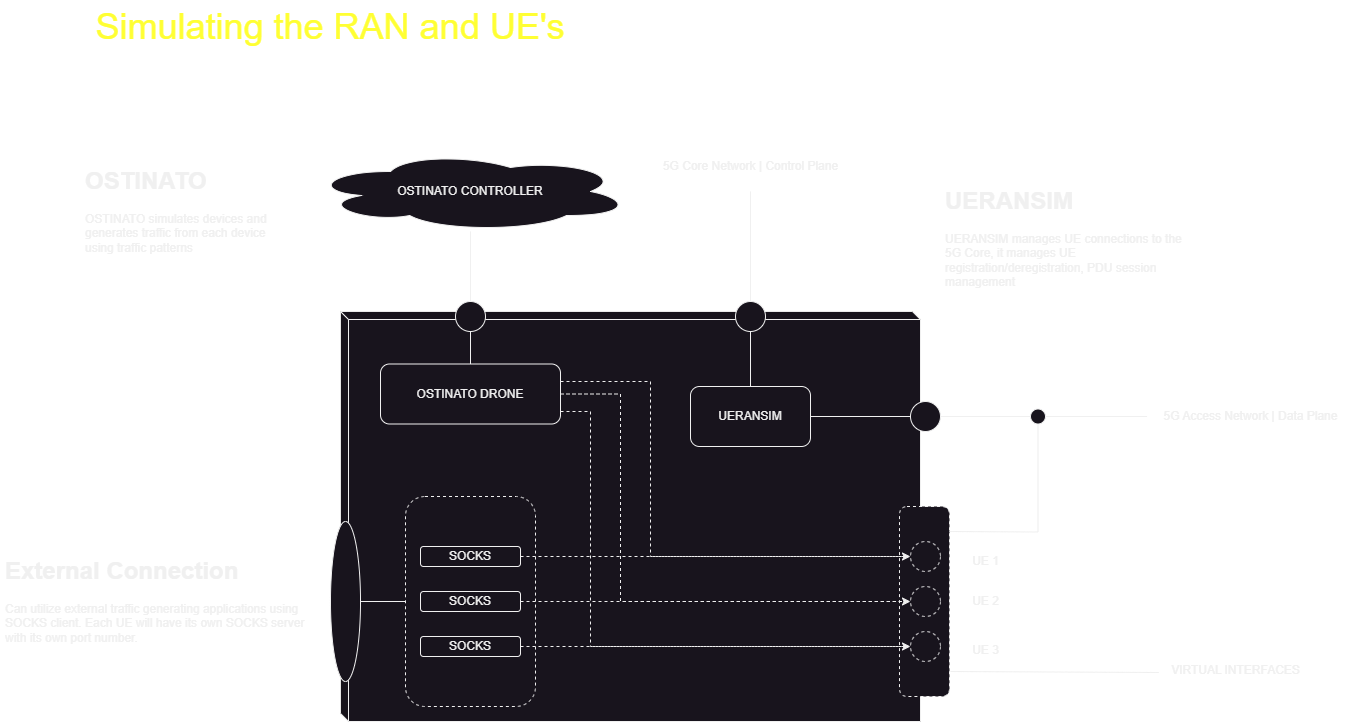 Simulating the RAN and UE's
5G Core Network | Control Plane
OSTINATO
OSTINATO simulates devices and
generates traffic from each device
using traffic patterns
OSTINATO CONTROLLER
UERANSIM
UERANSIM manages UE connections to the
5G Core, it manages UE
registration/deregistration, PDU session
management
OSTINATO DRONE
UERANSIM
5G Access Network | Data Plane
External Connection
Can utilize external traffic generating applications using
SOCKS client. Each UE will have its own SOCKS server
with its own port number.
SOCKS
SOCKS
SOCKS
UE 1
UE 2
UE 3
VIRTUAL INTERFACES